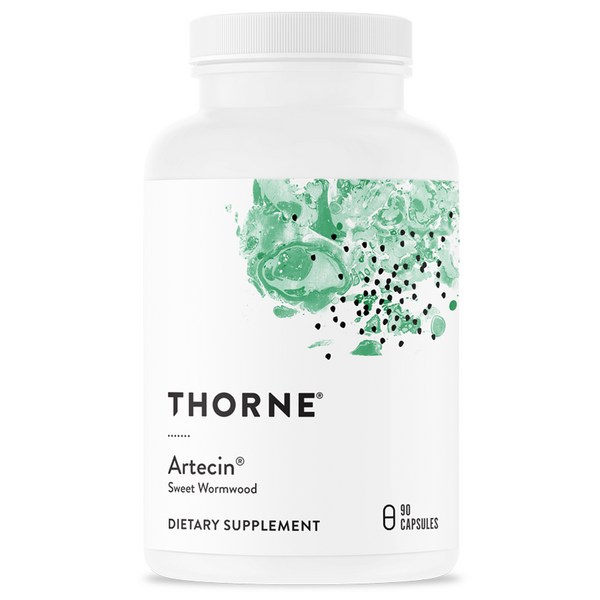 THORNE®
Artecin®
Sweet Wormwood
DIETARY SUPPLEMENT
90
CAPSULES